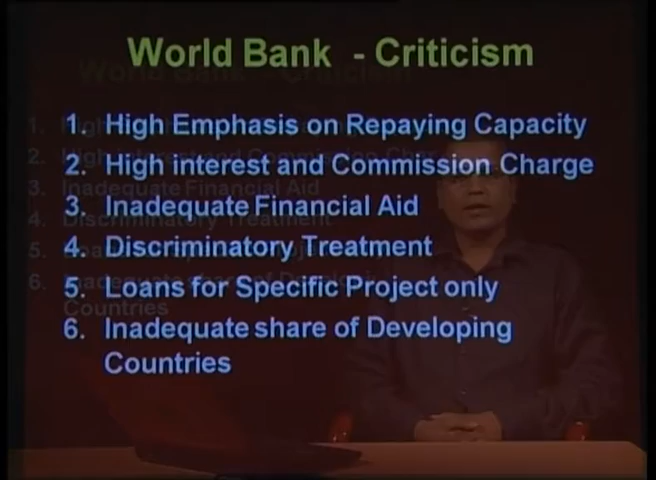 World Bank - Criticism
1. High Emphasis on Repaying Capacity
2. High interest and Commission Charge
3. Inadequate Financial Aid
4. Discriminatory Treatment
5. Loans for Specific Project only
6. Inadequate share of Developing
Countries